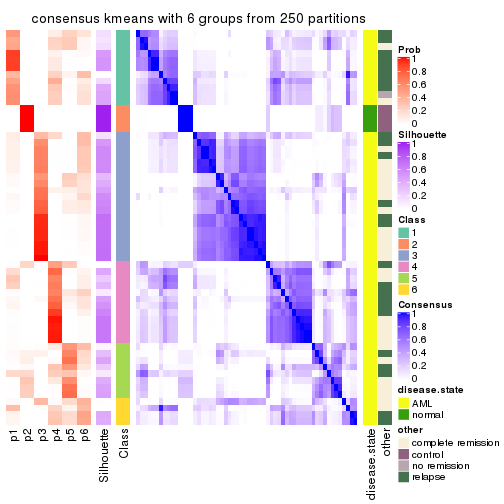 consensus kmeans with 6 groups from 250 partitions
Prob
1
0.8
0.6
0.4
0.2
0
Silhouette
1
0.8
0.6
0.4
0.2
0
Class
1
2
3
4
5
6
Consensus
1
0.8
0.6
0.4
0.2
0
disease.state
AML
normal
other
complete remission
control
no remission
relapse
p1
p2
p3
p4
p5
p6
Silhouette
Class
disease.state
other